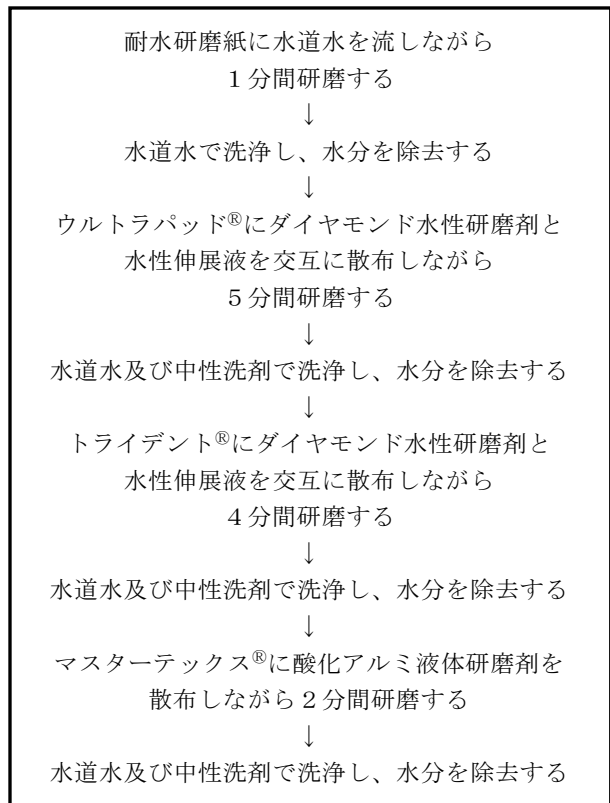 耐水研磨紙に水道水を流しながら
1分間研磨する
↓
水道水で洗浄し、水分を除去する
↓
ウルトラパッド®にダイヤモンド水性研磨剤と
水性伸展液を交互に散布しながら
5分間研磨する
↓
水道水及び中性洗剤で洗浄し、水分を除去する
↓
トライデント®にダイヤモンド水性研磨剤と
水性伸展液を交互に散布しながら
4分間研磨する
↓
水道水及び中性洗剤で洗浄し、水分を除去する
↓
マスターテックス®に酸化アルミ液体研磨剤を
散布しながら2分間研磨する
↓
水道水及び中性洗剤で洗浄し、水分を除去する